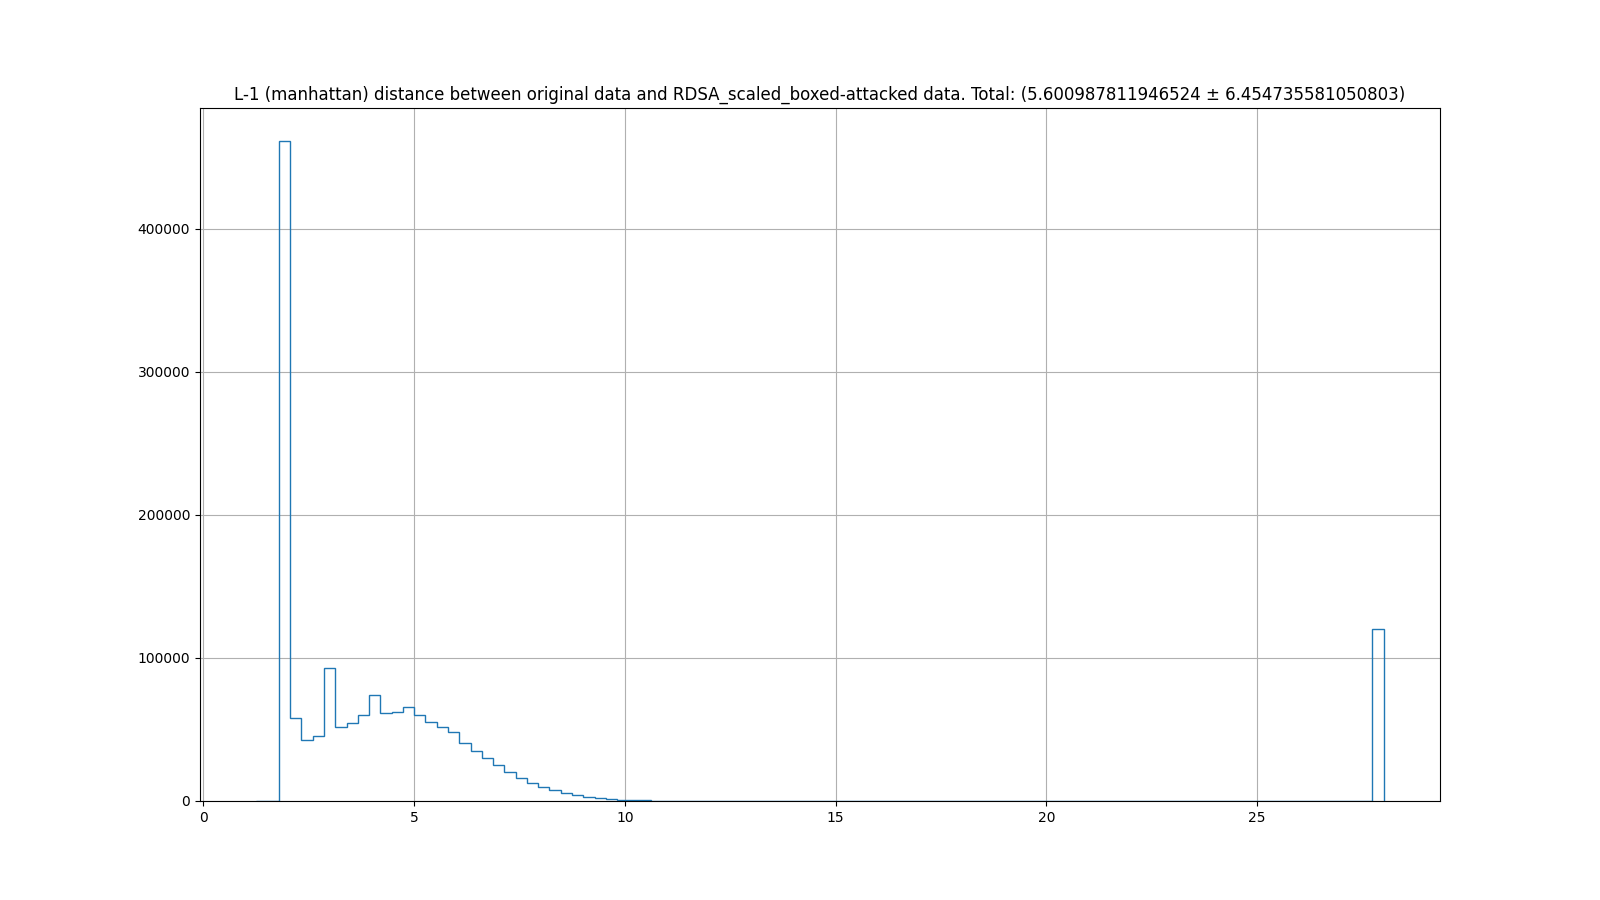 L-1 (manhattan) distance between original data and RDSA_scaled_boxed-attacked data. Total: (5.600987811946524 ± 6.454735581050803)
400000
300000
200000
100000
0
0 5 10 15 20 25